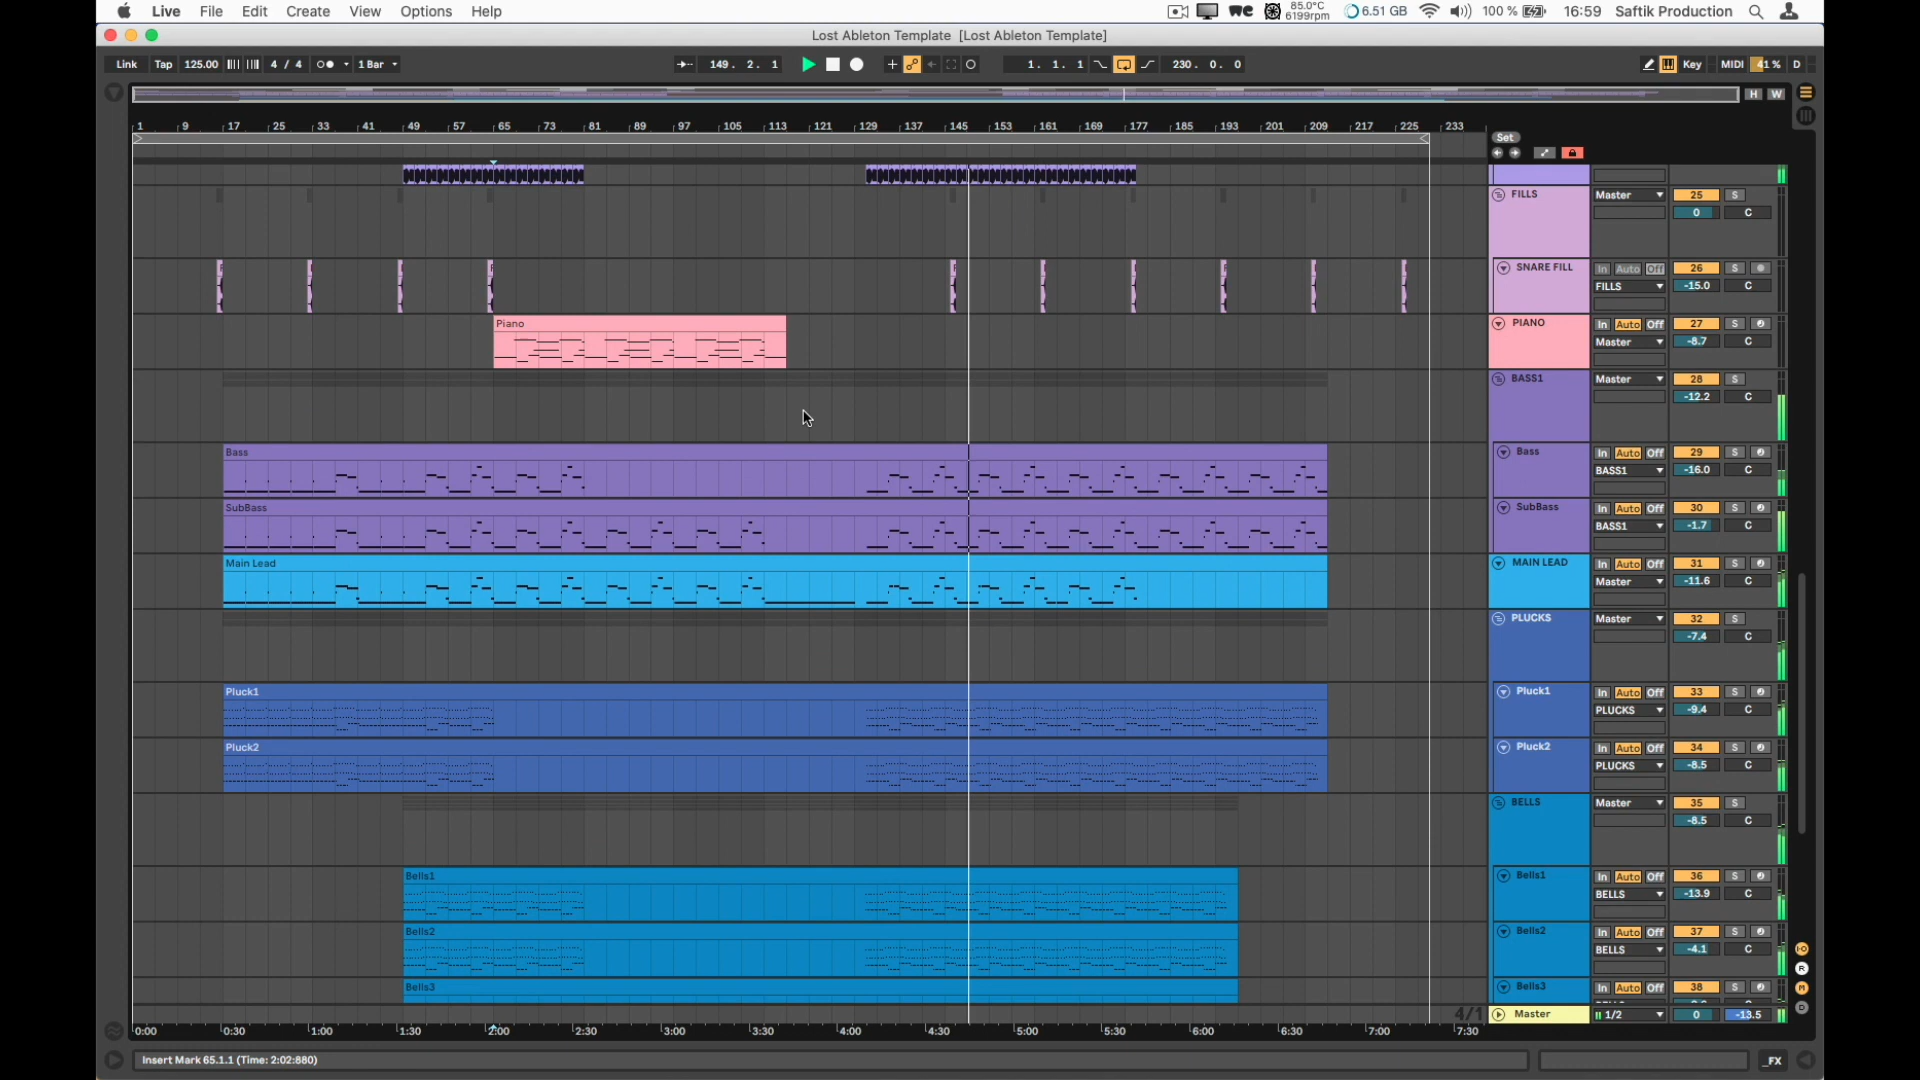 Live File Edit Create View Options Help 85.0°C 6199rpm 6.51 GB 100 % 16:59 Saftik Production
Lost Ableton Template [Lost Ableton Template]
Link Tap 125.00 4 / 4 1 Bar 149. 2. 1 1. 1. 1 230. 0. 0 Key MIDI 41 % D
H W
1 9 17 25 33 41 49 57 65 73 81 89 97 105 113 121 129 137 145 153 161 169 177 185 193 201 209 217 225 233
Set
FILLS Master 25 S
0 C
SNARE FILL In Auto Off 26 S
FILLS -15.0 C
Piano
PIANO In Auto Off 27 S
Master -8.7 C
BASS1 Master 28 S
-12.2 C
Bass
Bass In Auto Off 29 S
BASS1 -16.0 C
SubBass
SubBass In Auto Off 30 S
BASS1 -1.7 C
Main Lead
MAIN LEAD In Auto Off 31 S
Master -11.6 C
PLUCKS Master 32 S
-7.4 C
Pluck1
Pluck1 In Auto Off 33 S
PLUCKS -9.4 C
Pluck2
Pluck2 In Auto Off 34 S
PLUCKS -8.5 C
BELLS Master 35 S
-8.5 C
Bells1
Bells1 In Auto Off 36 S
BELLS -13.9 C
Bells2
Bells2 In Auto Off 37 S
BELLS -4.1 C
Bells3
Bells3 In Auto Off 38 S
4/1 Master 1/2 0 -13.5
0:00 0:30 1:00 1:30 2:00 2:30 3:00 3:30 4:00 4:30 5:00 5:30 6:00 6:30 7:00 7:30
I·O
R
M
D
Insert Mark 65.1.1 (Time: 2:02:880) _FX